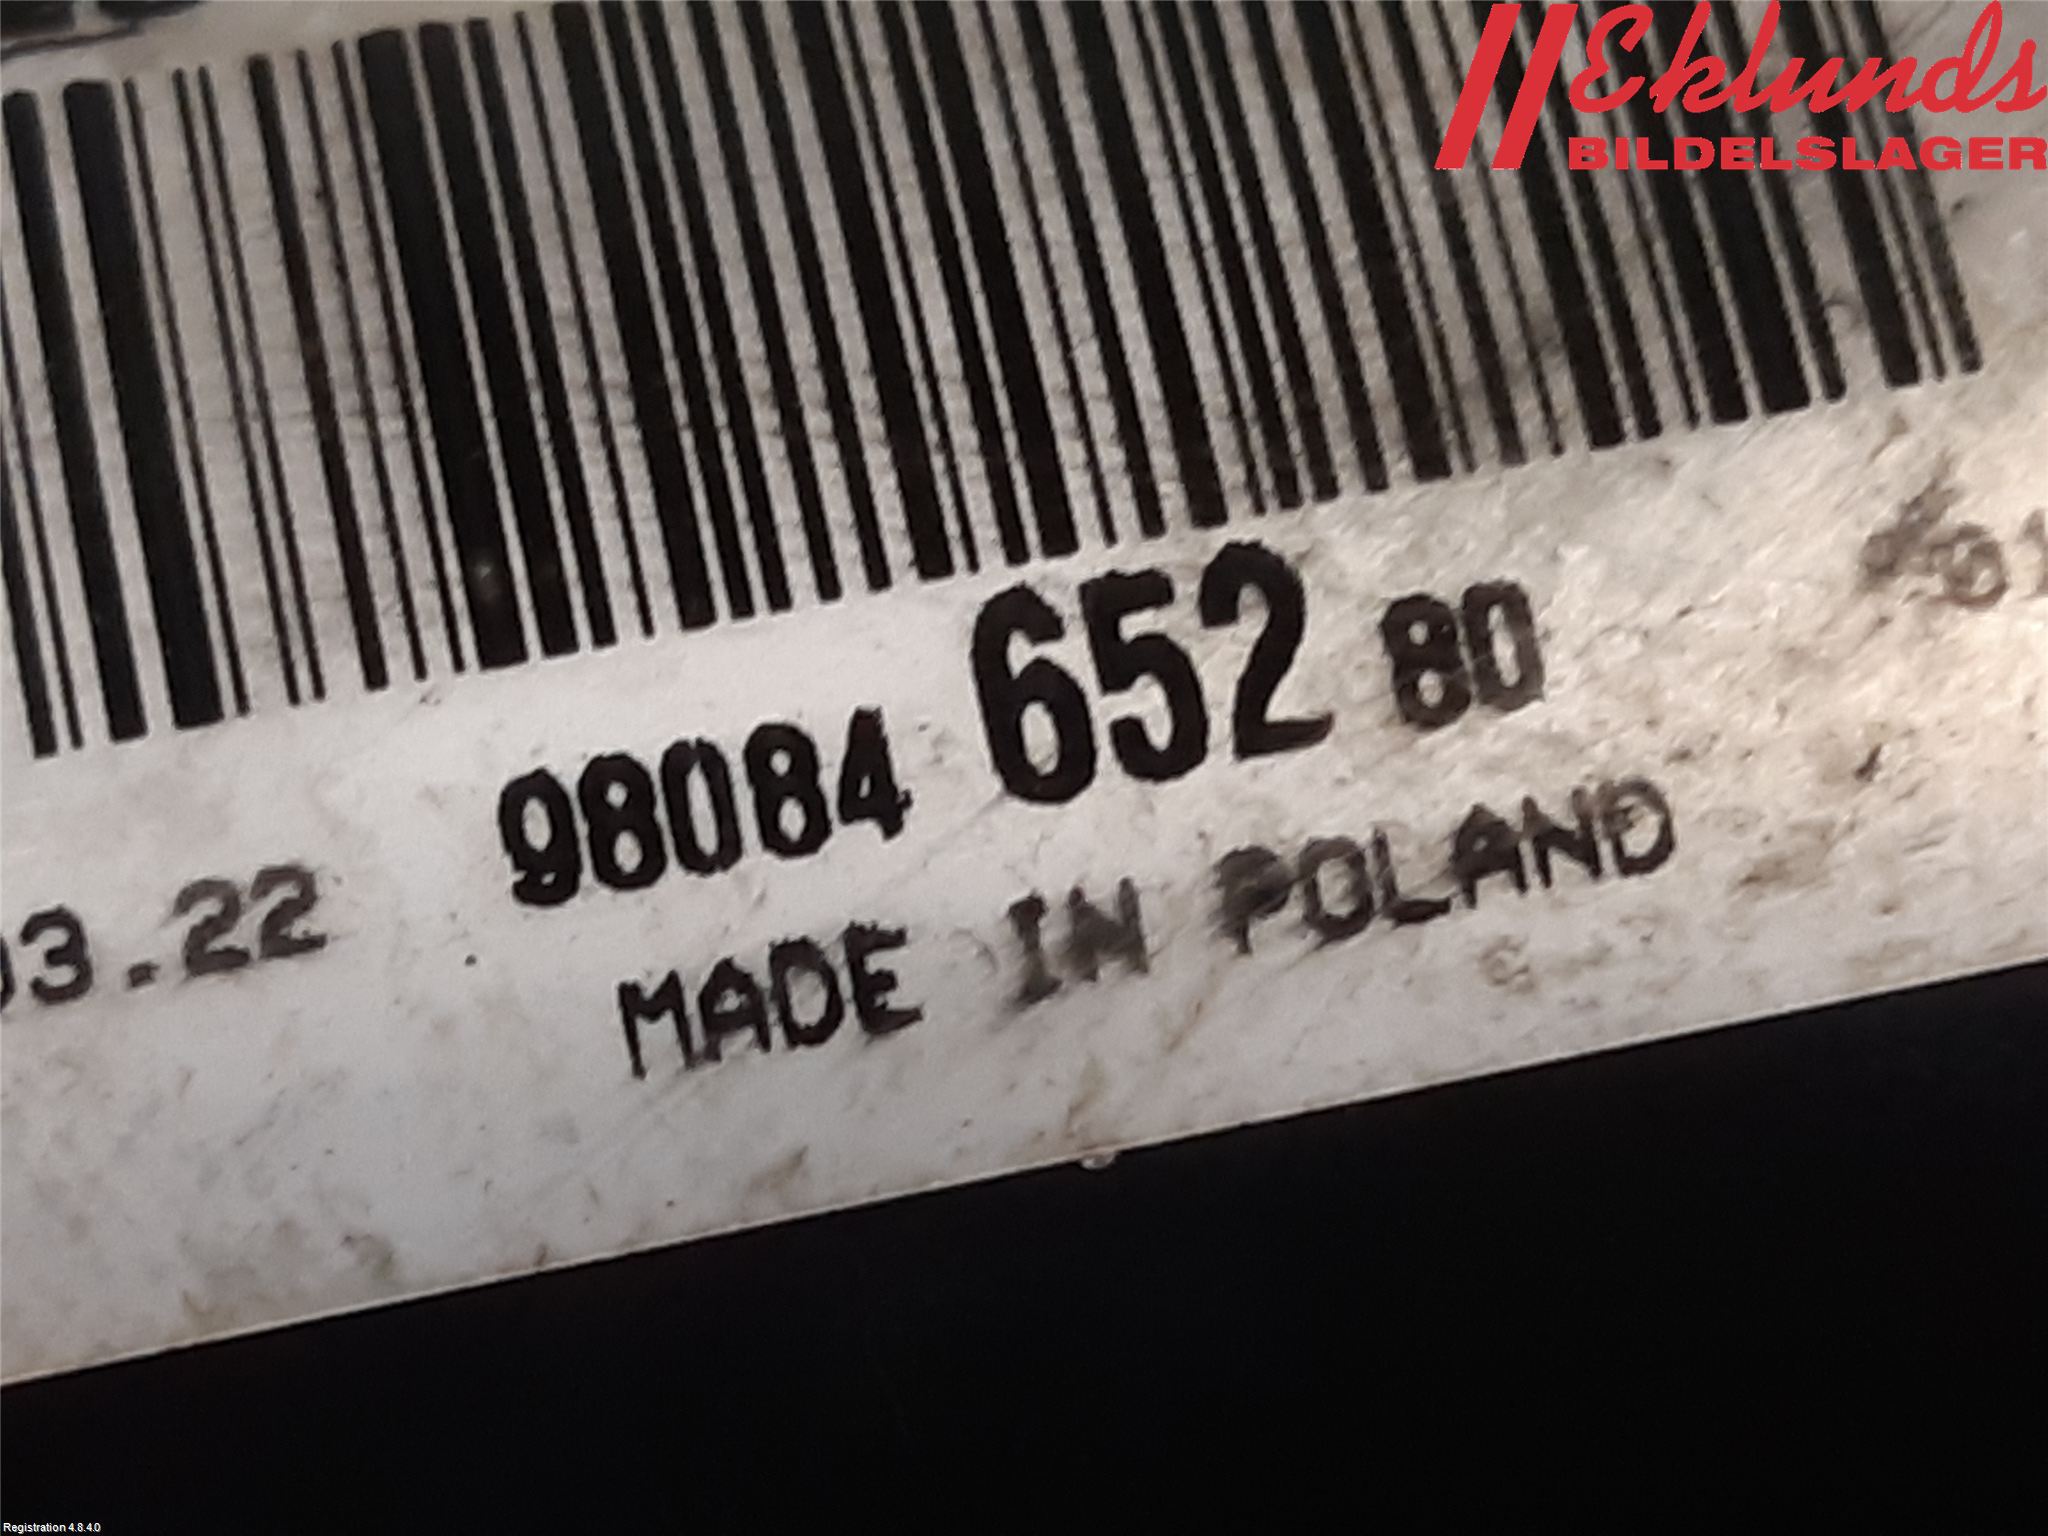 Eklunds
BILDELSLAGER
98084 652 80
03.22
MADE IN POLAND
Registration 4.8.4.0